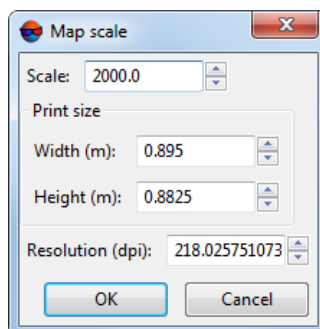 Map scale
Scale: 2000.0
Print size
Width (m): 0.895
Height (m): 0.8825
Resolution (dpi): 218.025751073
OK Cancel